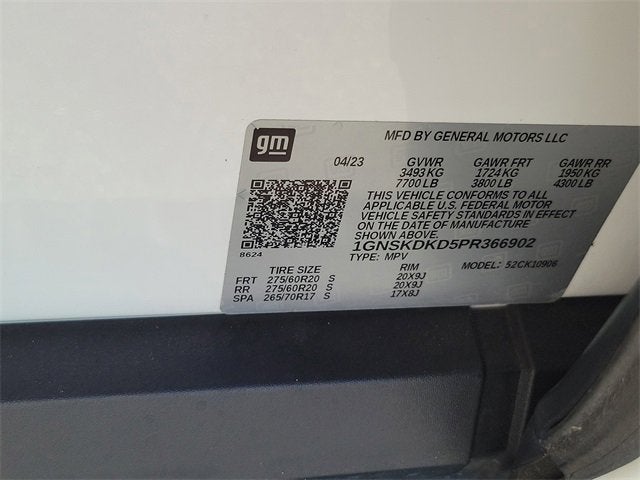 gm
MFD BY GENERAL MOTORS LLC
04/23 GVWR GAWR FRT GAWR RR
3493 KG 1724 KG 1950 KG
7700 LB 3800 LB 4300 LB
THIS VEHICLE CONFORMS TO ALL
APPLICABLE U.S. FEDERAL MOTOR
VEHICLE SAFETY STANDARDS IN EFFECT
ON THE DATE OF MANUFACTURE
SHOWN ABOVE.
1GNSKDKD5PR366902
8624
TYPE: MPV MODEL: 52CK10906
TIRE SIZE RIM
FRT 275/60R20 S 20X9J
RR 275/60R20 S 20X9J
SPA 265/70R17 S 17X8J